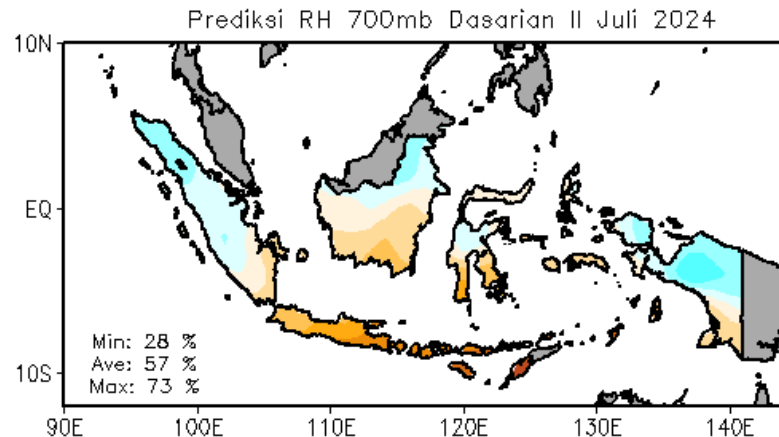 Prediksi RH 700mb Dasarian II Juli 2024
10N
EQ
10S
Min: 28 %
Ave: 57 %
Max: 73 %
90E 100E 110E 120E 130E 140E